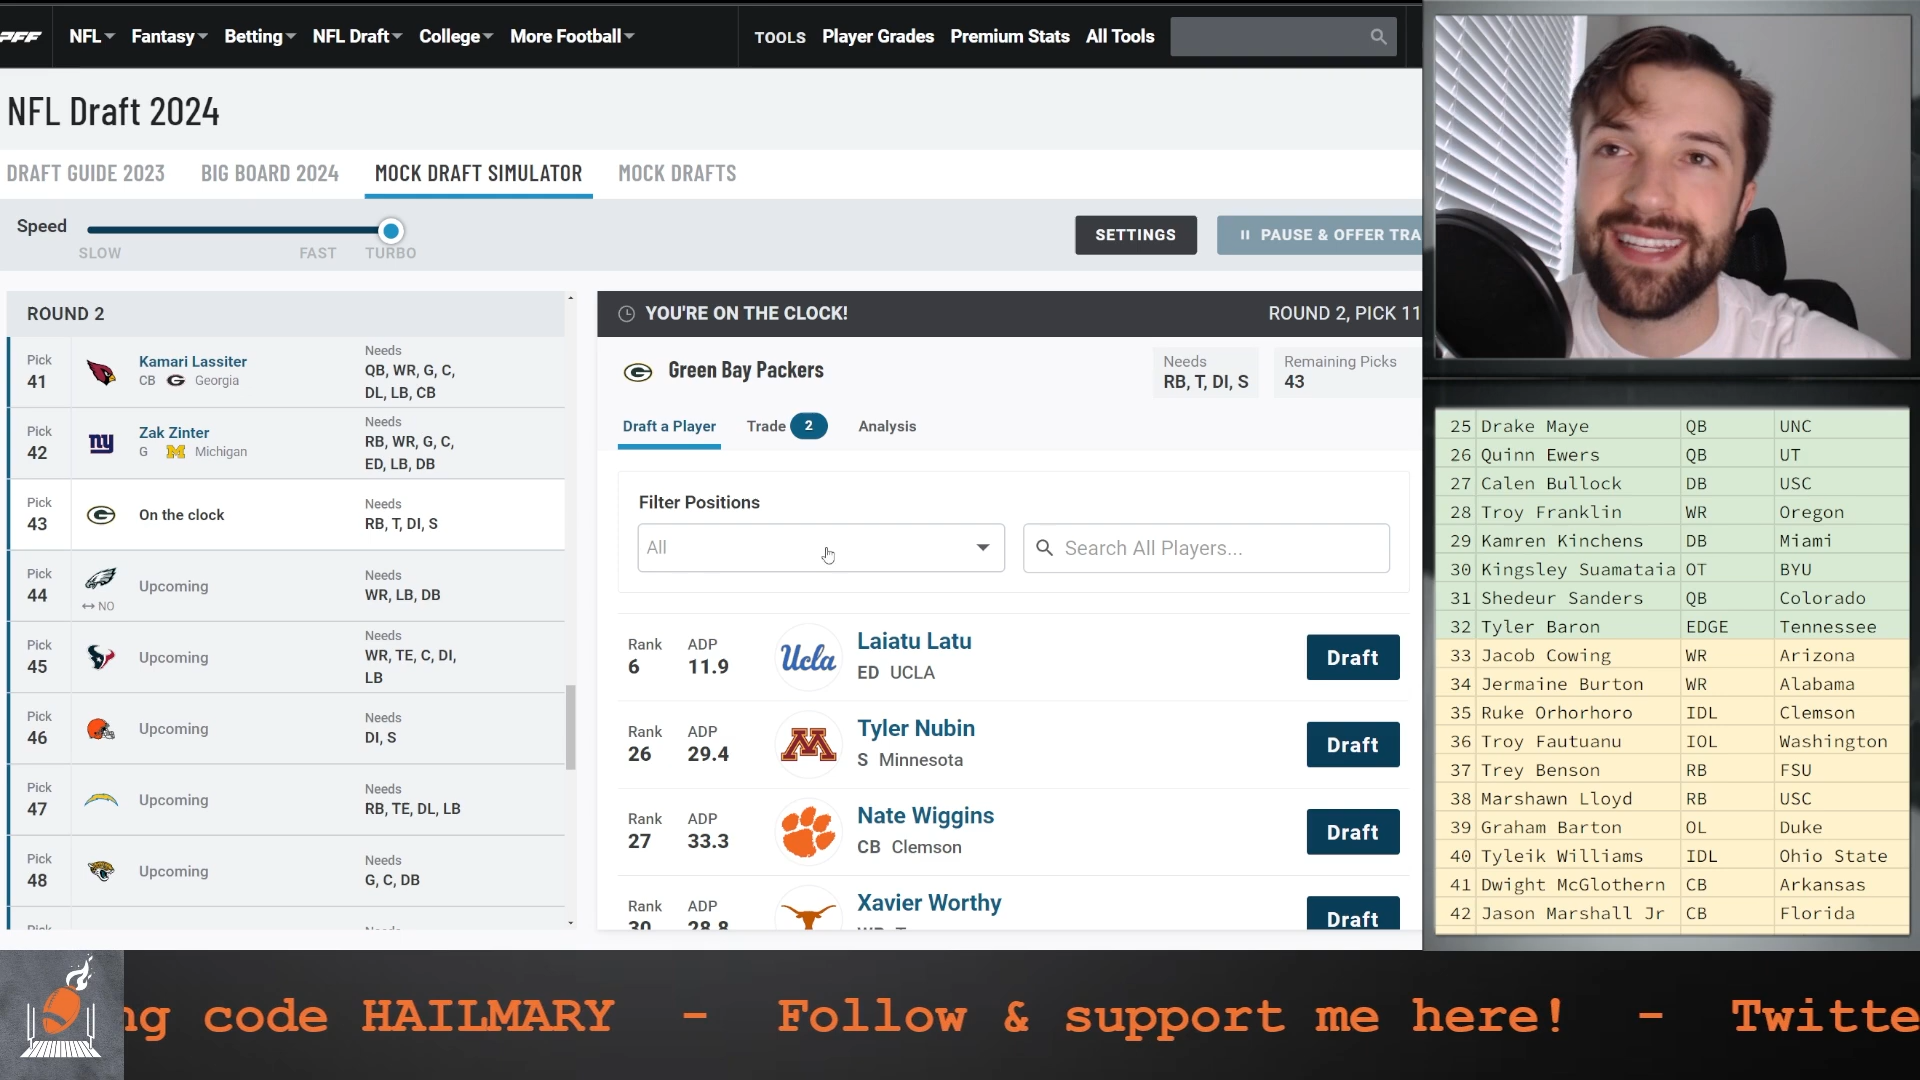 PFF NFL Fantasy Betting NFL Draft College More Football TOOLS Player Grades Premium Stats All Tools
NFL Draft 2024
DRAFT GUIDE 2023 BIG BOARD 2024 MOCK DRAFT SIMULATOR MOCK DRAFTS
Speed
SLOW FAST TURBO
SETTINGS
PAUSE & OFFER TRA
ROUND 2
Pick 41
Kamari Lassiter
CB G Georgia
Needs
QB, WR, G, C,
DL, LB, CB
Pick 42
ny
Zak Zinter
G M Michigan
Needs
RB, WR, G, C,
ED, LB, DB
Pick 43
G
On the clock
Needs
RB, T, DI, S
Pick 44
↔ NO
Upcoming
Needs
WR, LB, DB
Pick 45
Upcoming
Needs
WR, TE, C, DI,
LB
Pick 46
Upcoming
Needs
DI, S
Pick 47
Upcoming
Needs
RB, TE, DL, LB
Pick 48
Upcoming
Needs
G, C, DB
YOU'RE ON THE CLOCK!
ROUND 2, PICK 11
G
Green Bay Packers
Needs
RB, T, DI, S
Remaining Picks
43
Draft a Player Trade 2 Analysis
Filter Positions
All
Search All Players...
Rank 6
ADP 11.9
Ucla
Laiatu Latu
ED UCLA
Draft
Rank 26
ADP 29.4
M
Tyler Nubin
S Minnesota
Draft
Rank 27
ADP 33.3
Nate Wiggins
CB Clemson
Draft
Rank 30
ADP 28.8
Xavier Worthy
Draft
25 Drake Maye QB UNC
26 Quinn Ewers QB UT
27 Calen Bullock DB USC
28 Troy Franklin WR Oregon
29 Kamren Kinchens DB Miami
30 Kingsley Suamataia OT BYU
31 Shedeur Sanders QB Colorado
32 Tyler Baron EDGE Tennessee
33 Jacob Cowing WR Arizona
34 Jermaine Burton WR Alabama
35 Ruke Orhorhoro IDL Clemson
36 Troy Fautuanu IOL Washington
37 Trey Benson RB FSU
38 Marshawn Lloyd RB USC
39 Graham Barton OL Duke
40 Tyleik Williams IDL Ohio State
41 Dwight McGlothern CB Arkansas
42 Jason Marshall Jr CB Florida
ng code HAILMARY - Follow & support me here! - Twitte